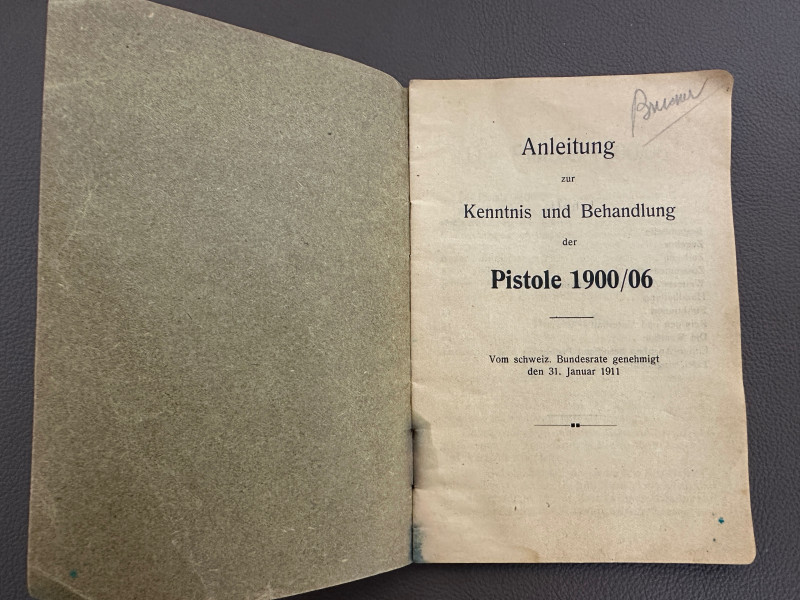 Anleitung
zur
Kenntnis und Behandlung
der
Pistole 1900/06
Vom schweiz. Bundesrate genehmigt
den 31. Januar 1911